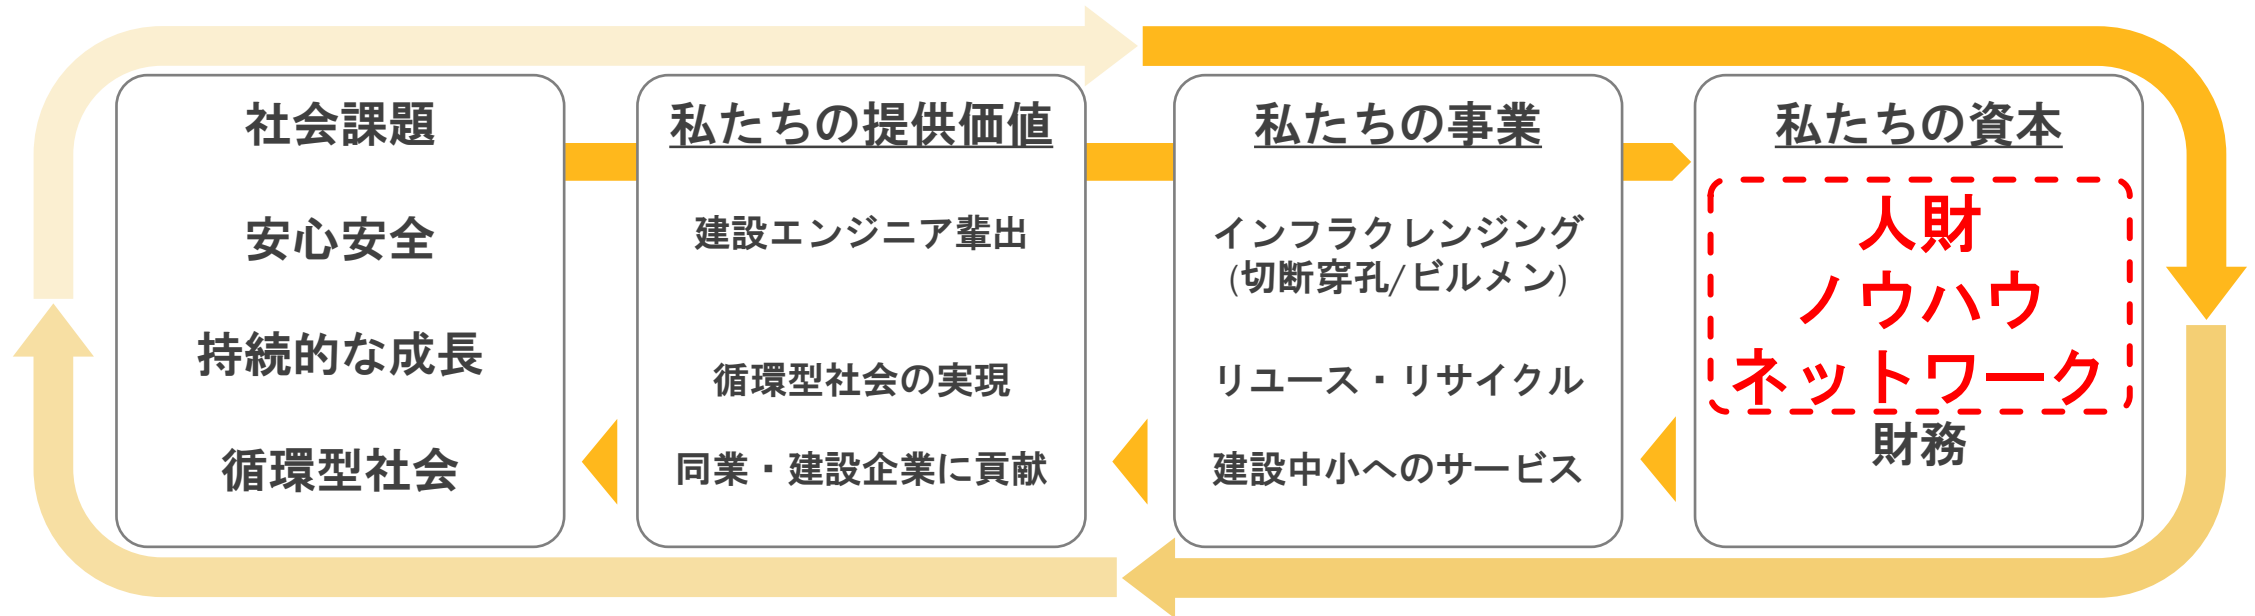 社会課題
安心安全
持続的な成長
循環型社会
私たちの提供価値
建設エンジニア輩出
循環型社会の実現
同業・建設企業に貢献
私たちの事業
インフラクレンジング
(切断穿孔/ビルメン)
リユース・リサイクル
建設中小へのサービス
私たちの資本
人財
ノウハウ
ネットワーク
財務